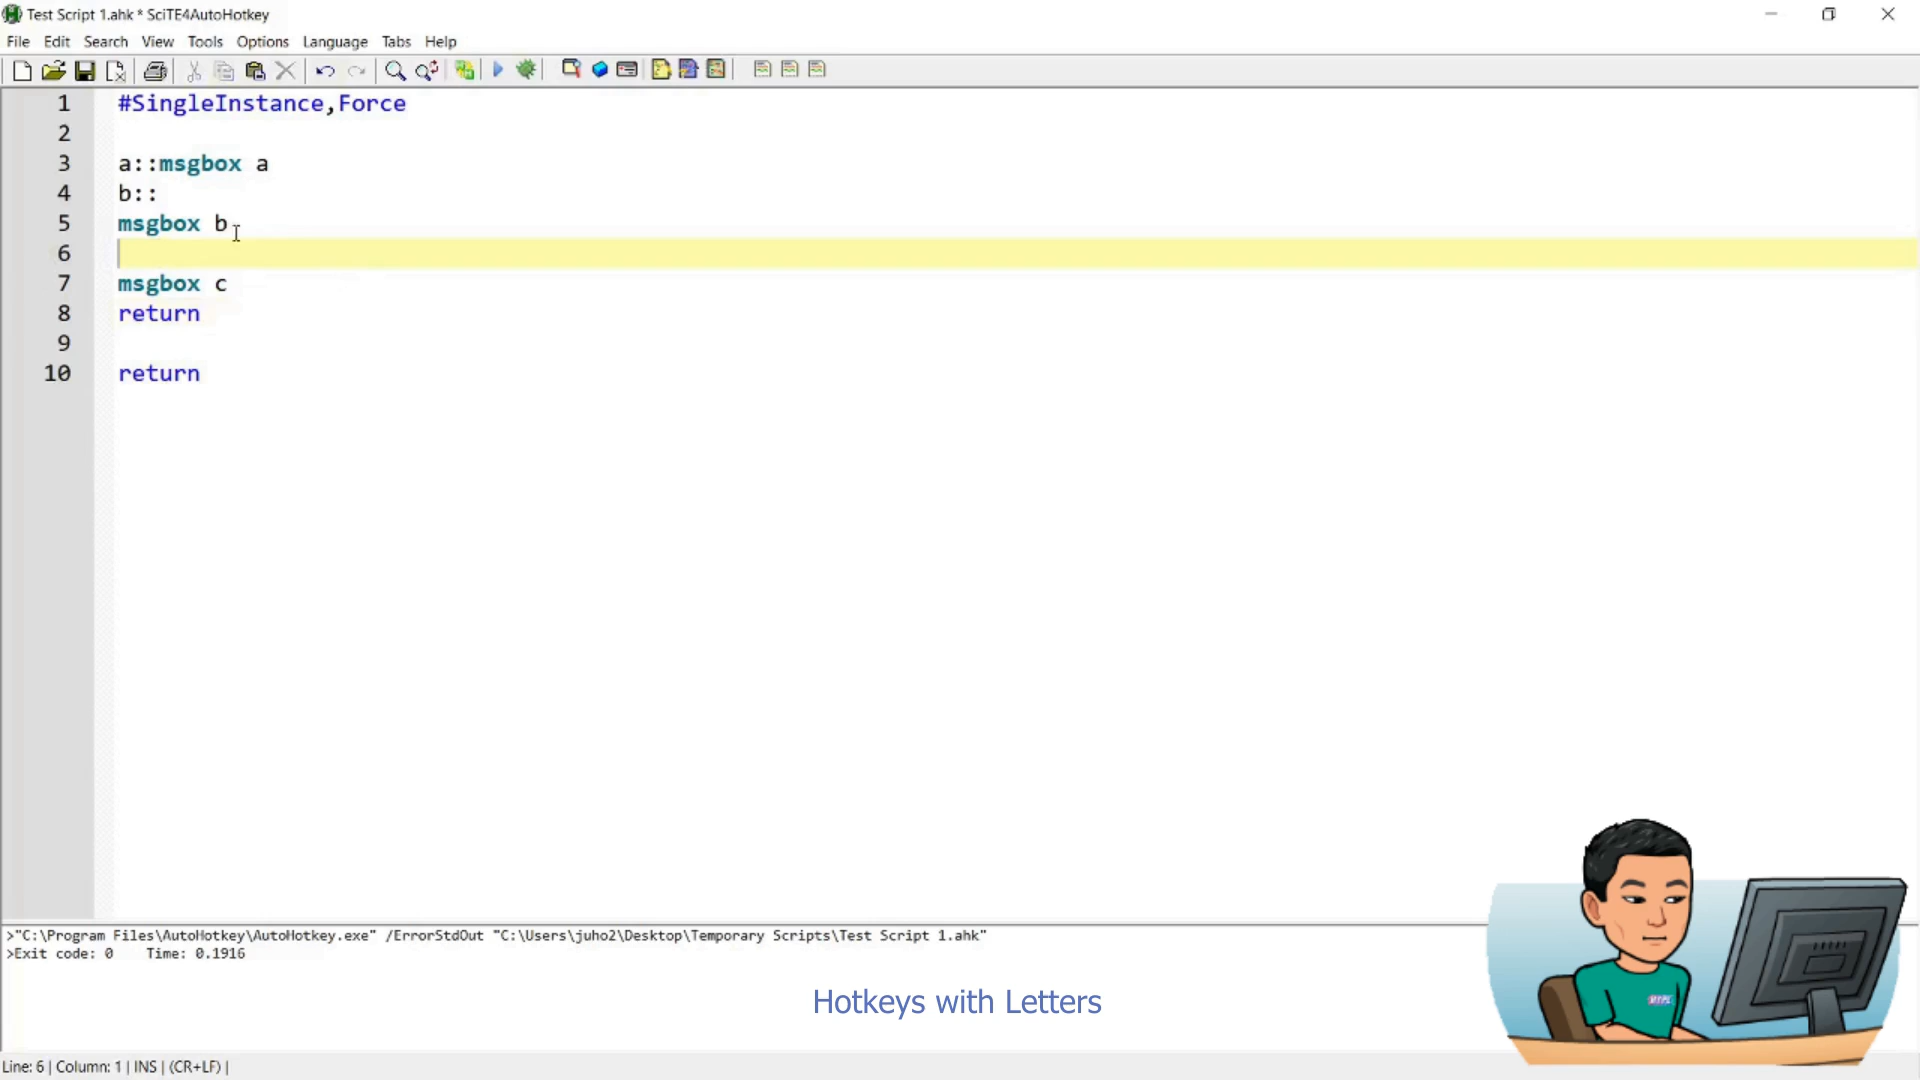 Test Script 1.ahk * SciTE4AutoHotkey
File Edit Search View Tools Options Language Tabs Help
1 #SingleInstance,Force
2
3 a::msgbox a
4 b::
5 msgbox b
6
7 msgbox c
8 return
9
10 return
>"C:\Program Files\AutoHotkey\AutoHotkey.exe" /ErrorStdOut "C:\Users\juho2\Desktop\Temporary Scripts\Test Script 1.ahk"
>Exit code: 0 Time: 0.1916
Hotkeys with Letters
Line: 6 | Column: 1 | INS | (CR+LF) |